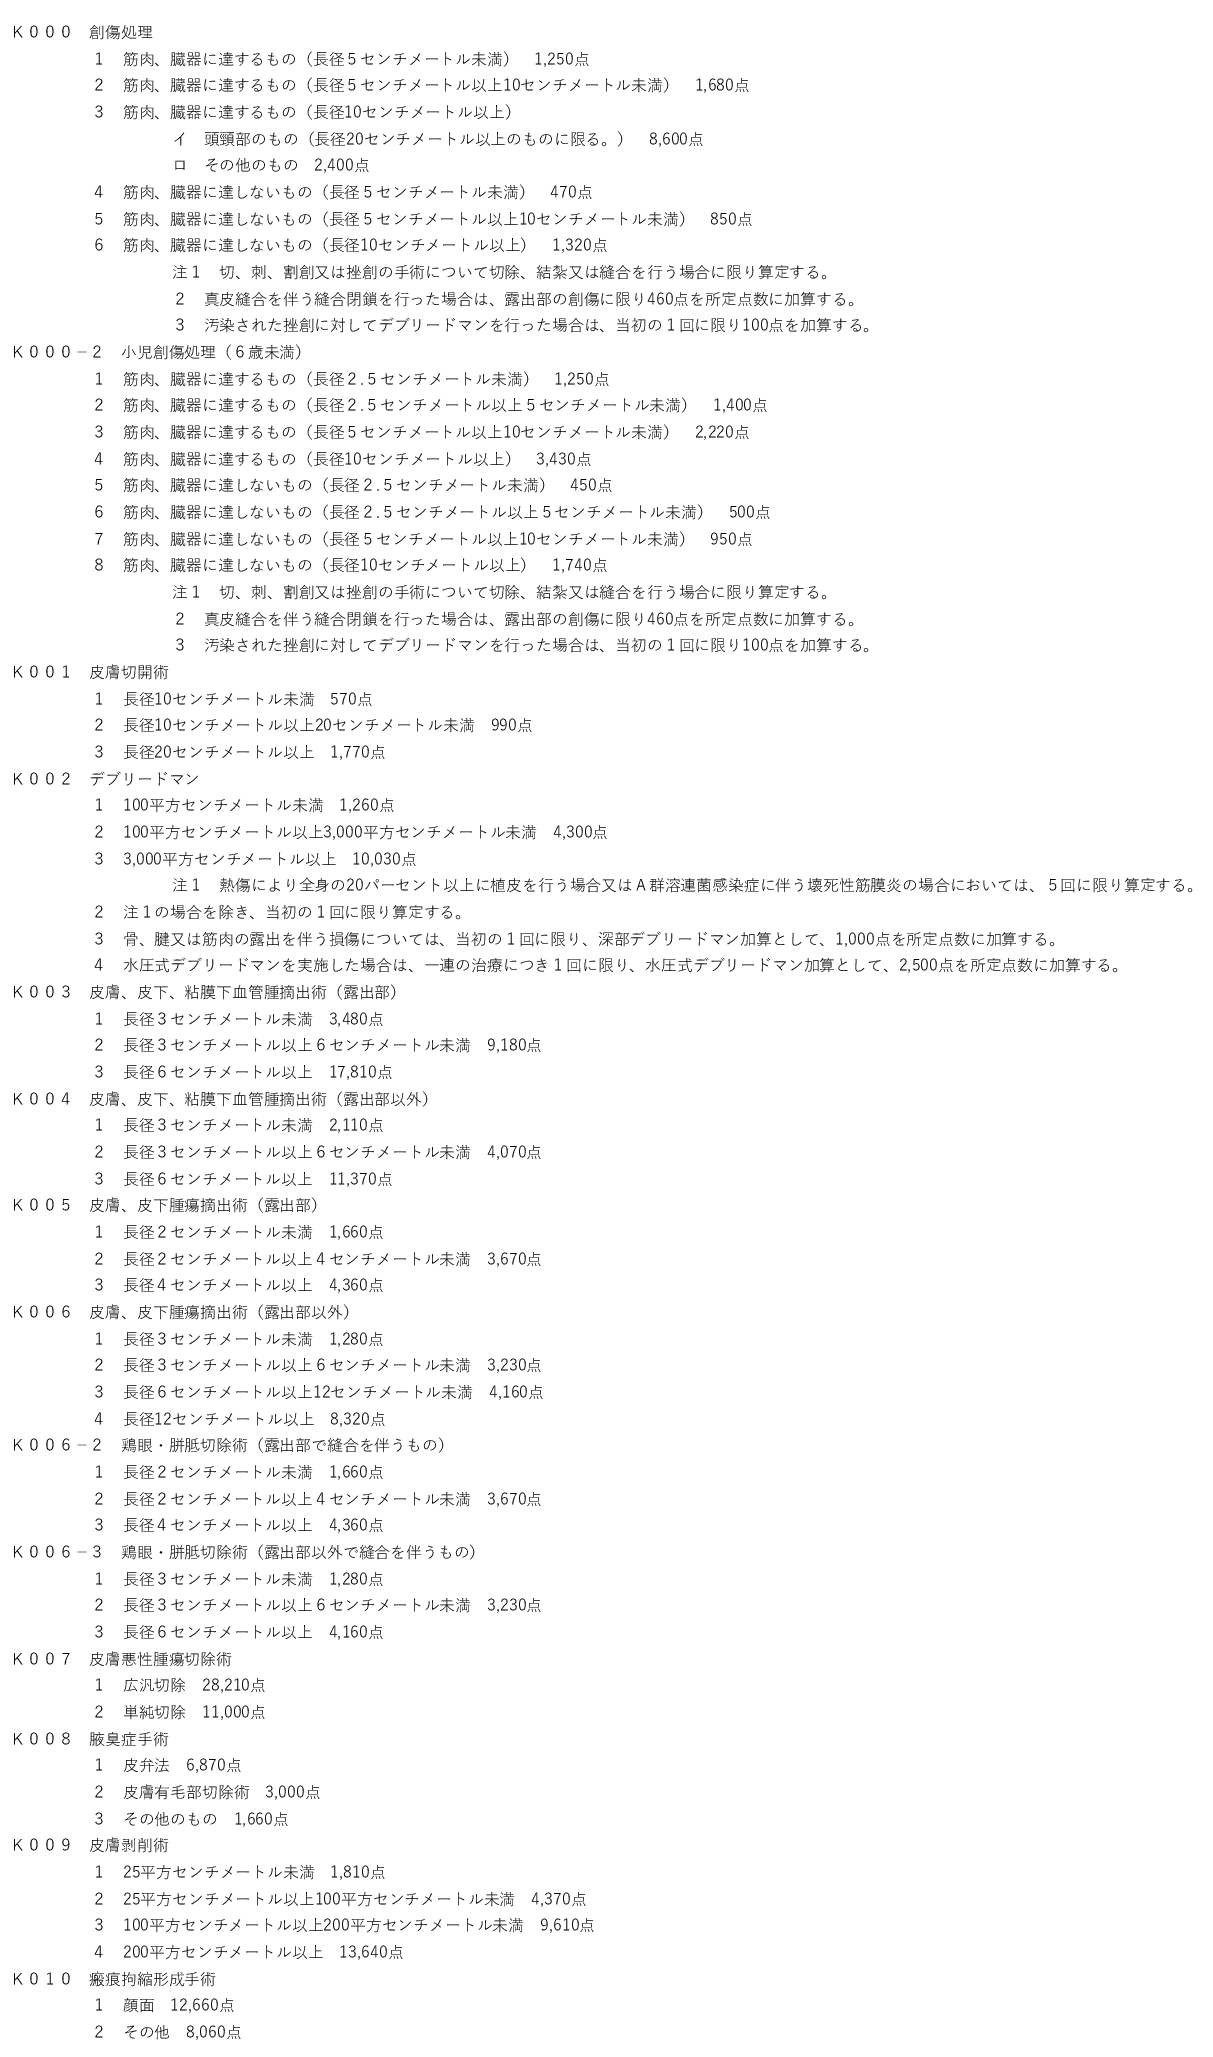 Ｋ０００　創傷処理
１　筋肉、臓器に達するもの（長径５センチメートル未満）　1,250点
２　筋肉、臓器に達するもの（長径５センチメートル以上10センチメートル未満）　1,680点
３　筋肉、臓器に達するもの（長径10センチメートル以上）
イ　頭頸部のもの（長径20センチメートル以上のものに限る。）　8,600点
ロ　その他のもの　2,400点
４　筋肉、臓器に達しないもの（長径５センチメートル未満）　470点
５　筋肉、臓器に達しないもの（長径５センチメートル以上10センチメートル未満）　850点
６　筋肉、臓器に達しないもの（長径10センチメートル以上）　1,320点
注１　切、刺、割創又は挫創の手術について切除、結紮又は縫合を行う場合に限り算定する。
２　真皮縫合を伴う縫合閉鎖を行った場合は、露出部の創傷に限り460点を所定点数に加算する。
３　汚染された挫創に対してデブリードマンを行った場合は、当初の１回に限り100点を加算する。
Ｋ０００－２　小児創傷処理（６歳未満）
１　筋肉、臓器に達するもの（長径２.５センチメートル未満）　1,250点
２　筋肉、臓器に達するもの（長径２.５センチメートル以上５センチメートル未満）　1,400点
３　筋肉、臓器に達するもの（長径５センチメートル以上10センチメートル未満）　2,220点
４　筋肉、臓器に達するもの（長径10センチメートル以上）　3,430点
５　筋肉、臓器に達しないもの（長径２.５センチメートル未満）　450点
６　筋肉、臓器に達しないもの（長径２.５センチメートル以上５センチメートル未満）　500点
７　筋肉、臓器に達しないもの（長径５センチメートル以上10センチメートル未満）　950点
８　筋肉、臓器に達しないもの（長径10センチメートル以上）　1,740点
注１　切、刺、割創又は挫創の手術について切除、結紮又は縫合を行う場合に限り算定する。
２　真皮縫合を伴う縫合閉鎖を行った場合は、露出部の創傷に限り460点を所定点数に加算する。
３　汚染された挫創に対してデブリードマンを行った場合は、当初の１回に限り100点を加算する。
Ｋ００１　皮膚切開術
１　長径10センチメートル未満　570点
２　長径10センチメートル以上20センチメートル未満　990点
３　長径20センチメートル以上　1,770点
Ｋ００２　デブリードマン
１　100平方センチメートル未満　1,260点
２　100平方センチメートル以上3,000平方センチメートル未満　4,300点
３　3,000平方センチメートル以上　10,030点
注１　熱傷により全身の20パーセント以上に植皮を行う場合又はＡ群溶連菌感染症に伴う壊死性筋膜炎の場合においては、５回に限り算定する。
２　注１の場合を除き、当初の１回に限り算定する。
３　骨、腱又は筋肉の露出を伴う損傷については、当初の１回に限り、深部デブリードマン加算として、1,000点を所定点数に加算する。
４　水圧式デブリードマンを実施した場合は、一連の治療につき１回に限り、水圧式デブリードマン加算として、2,500点を所定点数に加算する。
Ｋ００３　皮膚、皮下、粘膜下血管腫摘出術（露出部）
１　長径３センチメートル未満　3,480点
２　長径３センチメートル以上６センチメートル未満　9,180点
３　長径６センチメートル以上　17,810点
Ｋ００４　皮膚、皮下、粘膜下血管腫摘出術（露出部以外）
１　長径３センチメートル未満　2,110点
２　長径３センチメートル以上６センチメートル未満　4,070点
３　長径６センチメートル以上　11,370点
Ｋ００５　皮膚、皮下腫瘍摘出術（露出部）
１　長径２センチメートル未満　1,660点
２　長径２センチメートル以上４センチメートル未満　3,670点
３　長径４センチメートル以上　4,360点
Ｋ００６　皮膚、皮下腫瘍摘出術（露出部以外）
１　長径３センチメートル未満　1,280点
２　長径３センチメートル以上６センチメートル未満　3,230点
３　長径６センチメートル以上12センチメートル未満　4,160点
４　長径12センチメートル以上　8,320点
Ｋ００６－２　鶏眼・胼胝切除術（露出部で縫合を伴うもの）
１　長径２センチメートル未満　1,660点
２　長径２センチメートル以上４センチメートル未満　3,670点
３　長径４センチメートル以上　4,360点
Ｋ００６－３　鶏眼・胼胝切除術（露出部以外で縫合を伴うもの）
１　長径３センチメートル未満　1,280点
２　長径３センチメートル以上６センチメートル未満　3,230点
３　長径６センチメートル以上　4,160点
Ｋ００７　皮膚悪性腫瘍切除術
１　広汎切除　28,210点
２　単純切除　11,000点
Ｋ００８　腋臭症手術
１　皮弁法　6,870点
２　皮膚有毛部切除術　3,000点
３　その他のもの　1,660点
Ｋ００９　皮膚剥削術
１　25平方センチメートル未満　1,810点
２　25平方センチメートル以上100平方センチメートル未満　4,370点
３　100平方センチメートル以上200平方センチメートル未満　9,610点
４　200平方センチメートル以上　13,640点
Ｋ０１０　瘢痕拘縮形成手術
１　顔面　12,660点
２　その他　8,060点